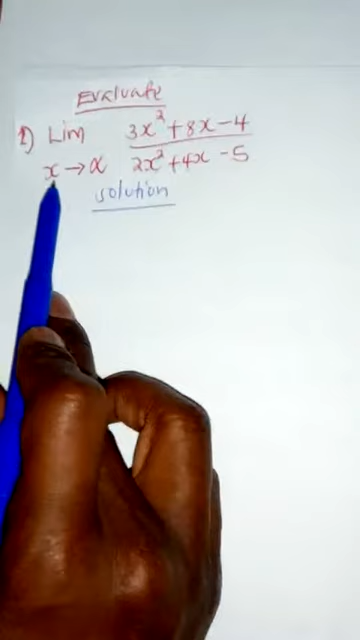 Evaluate
1) Lim 3x² + 8x - 4
x → ∝ 2x² + 4x - 5
solution